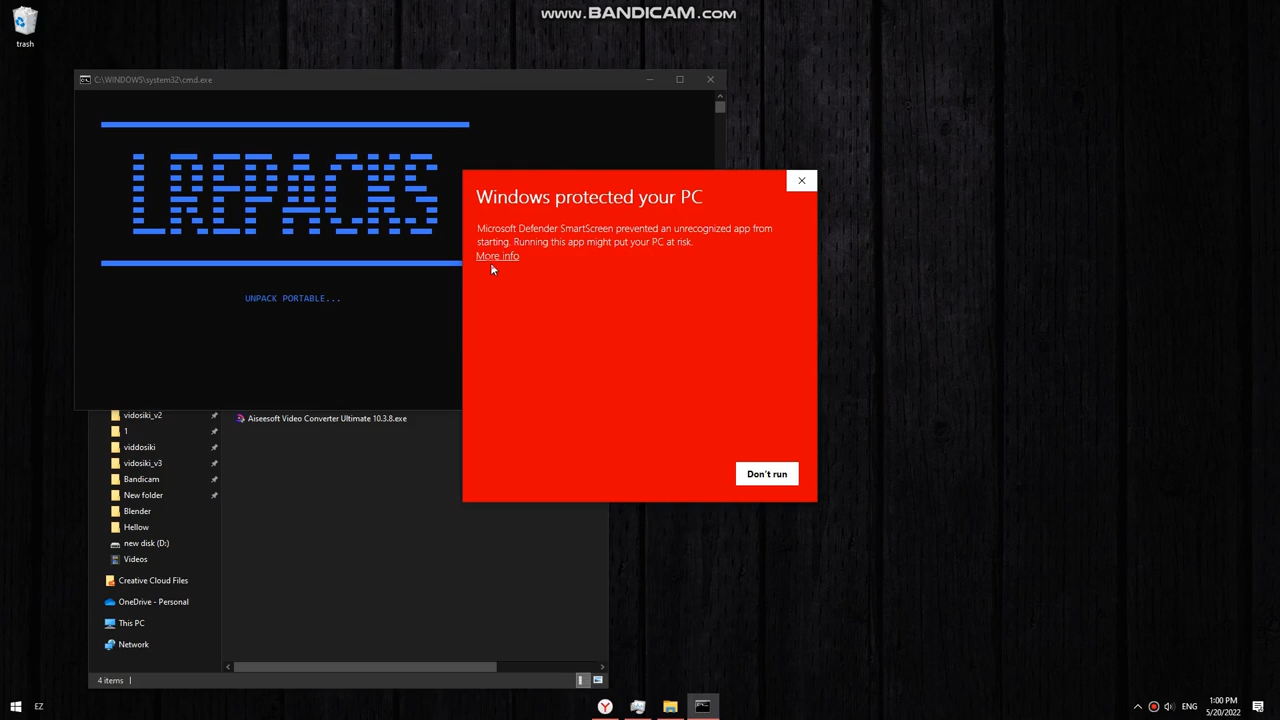 www.BANDICAM.com
trash
C:\WINDOWS\system32\cmd.exe
LREPACKS
UNPACK PORTABLE...
Windows protected your PC
Microsoft Defender SmartScreen prevented an unrecognized app from
starting. Running this app might put your PC at risk.
More info
Don't run
vidosiki_v2
1
viddosiki
vidosiki_v3
Bandicam
New folder
Blender
Hellow
new disk (D:)
Videos
Creative Cloud Files
OneDrive - Personal
This PC
Network
Aiseesoft Video Converter Ultimate 10.3.8.exe
4 items
EZ
ENG
1:00 PM
5/20/2022